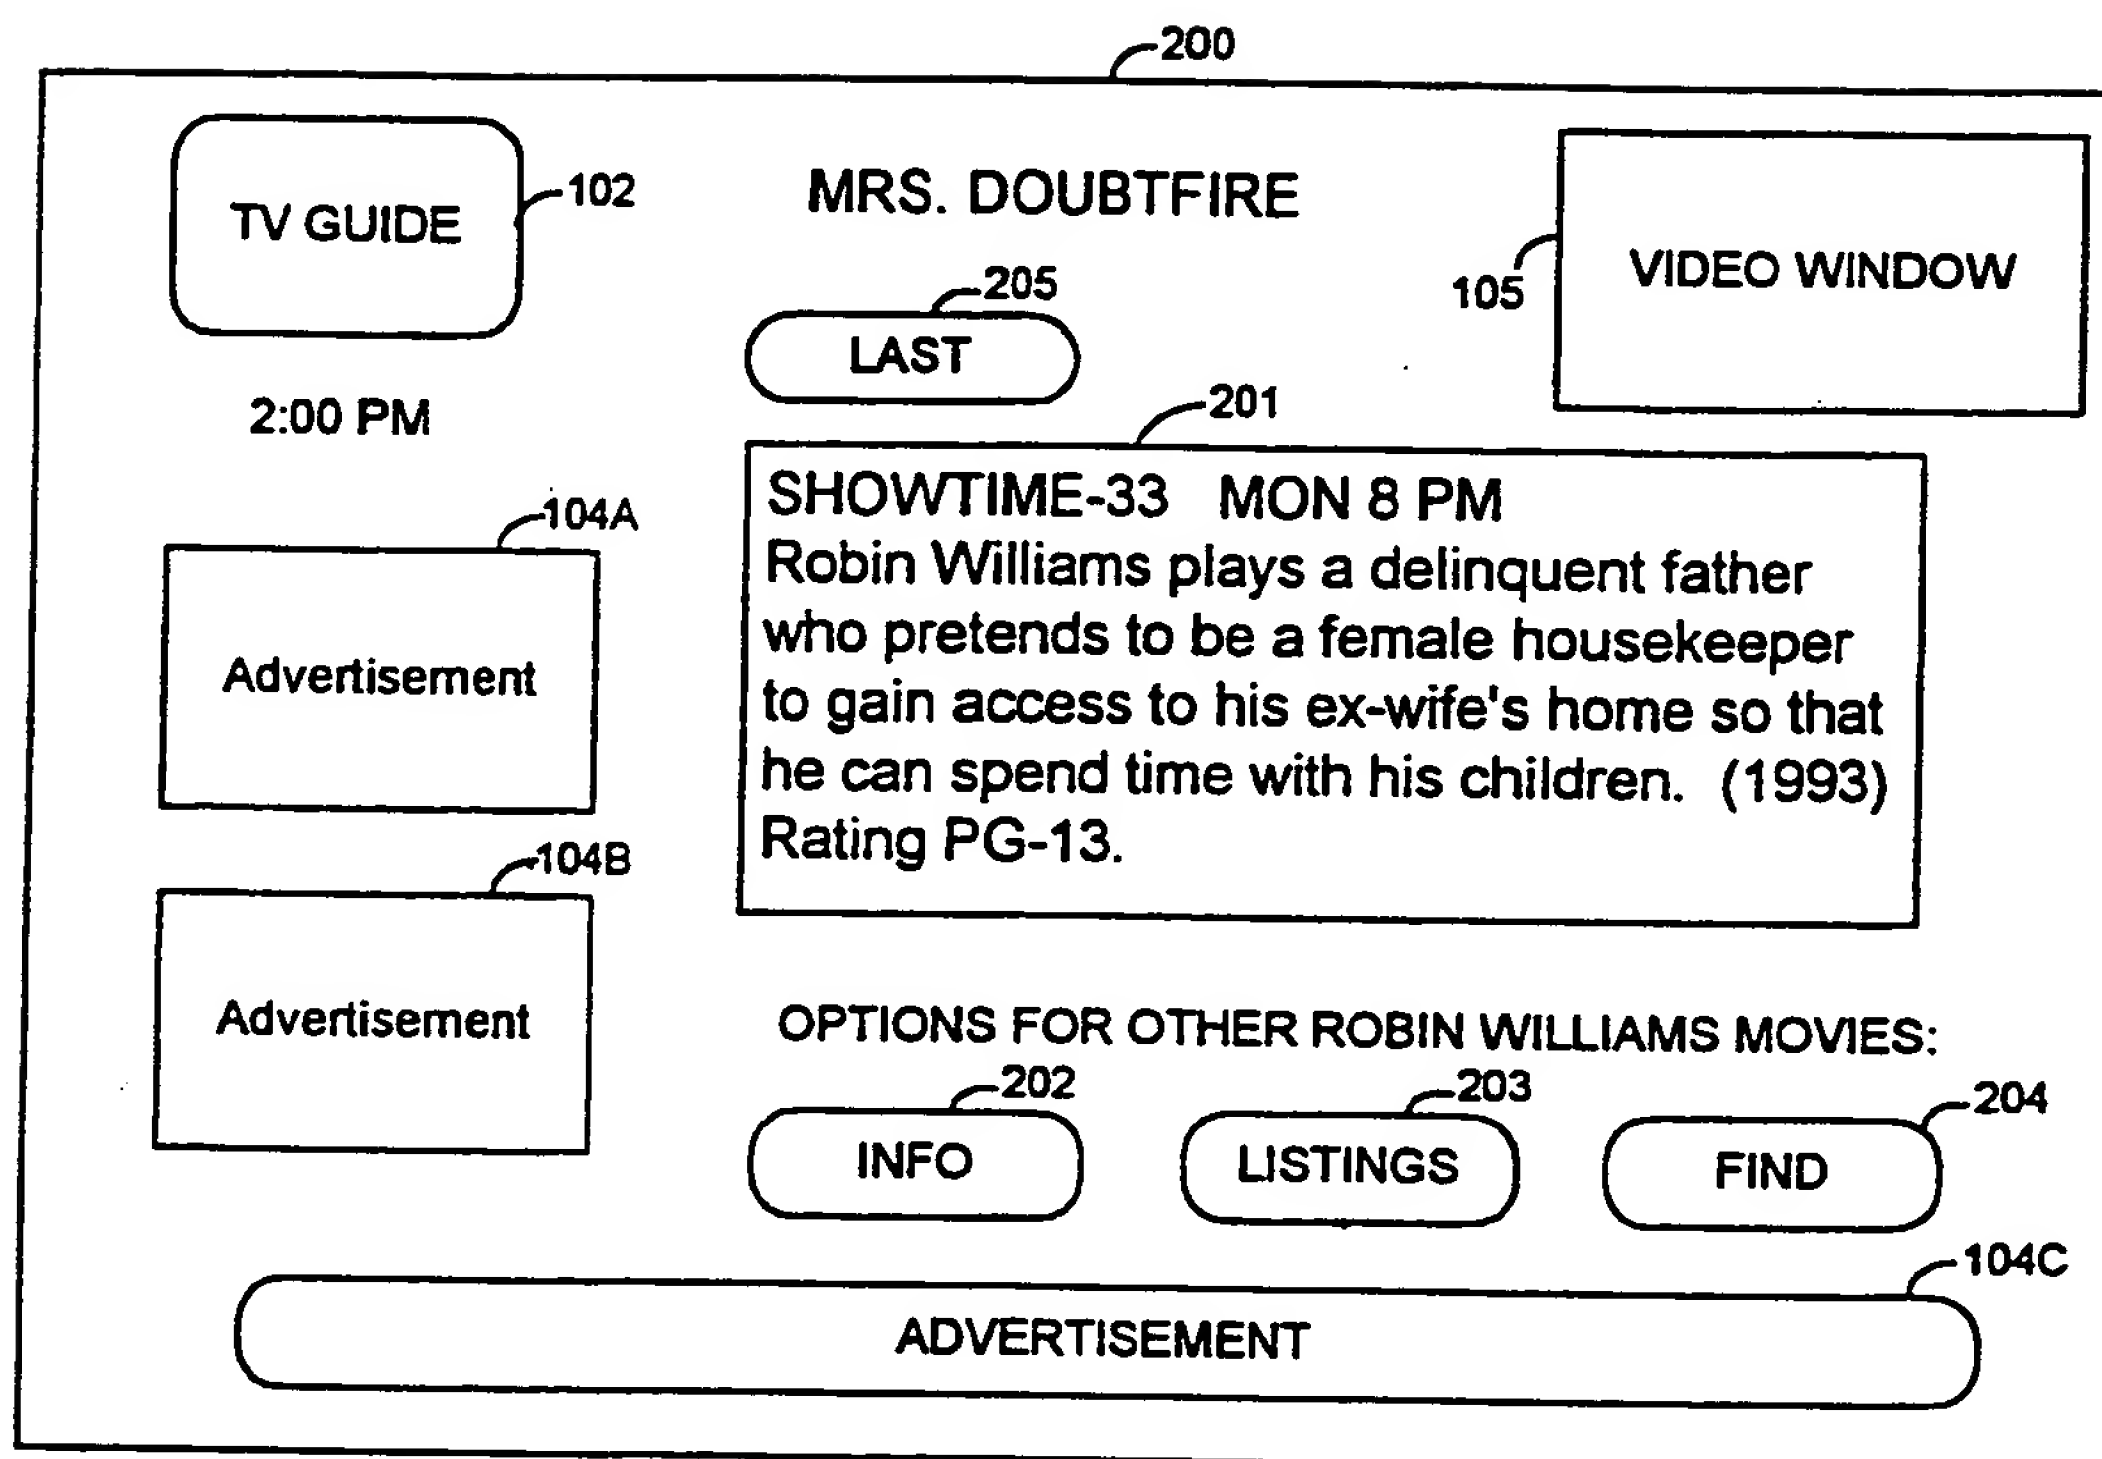 200
TV GUIDE
102
MRS. DOUBTFIRE
105
VIDEO WINDOW
205
LAST
2:00 PM
201
SHOWTIME-33 MON 8 PM
Robin Williams plays a delinquent father
who pretends to be a female housekeeper
to gain access to his ex-wife's home so that
he can spend time with his children. (1993)
Rating PG-13.
104A
Advertisement
104B
Advertisement
OPTIONS FOR OTHER ROBIN WILLIAMS MOVIES:
202
203
204
INFO
LISTINGS
FIND
104C
ADVERTISEMENT